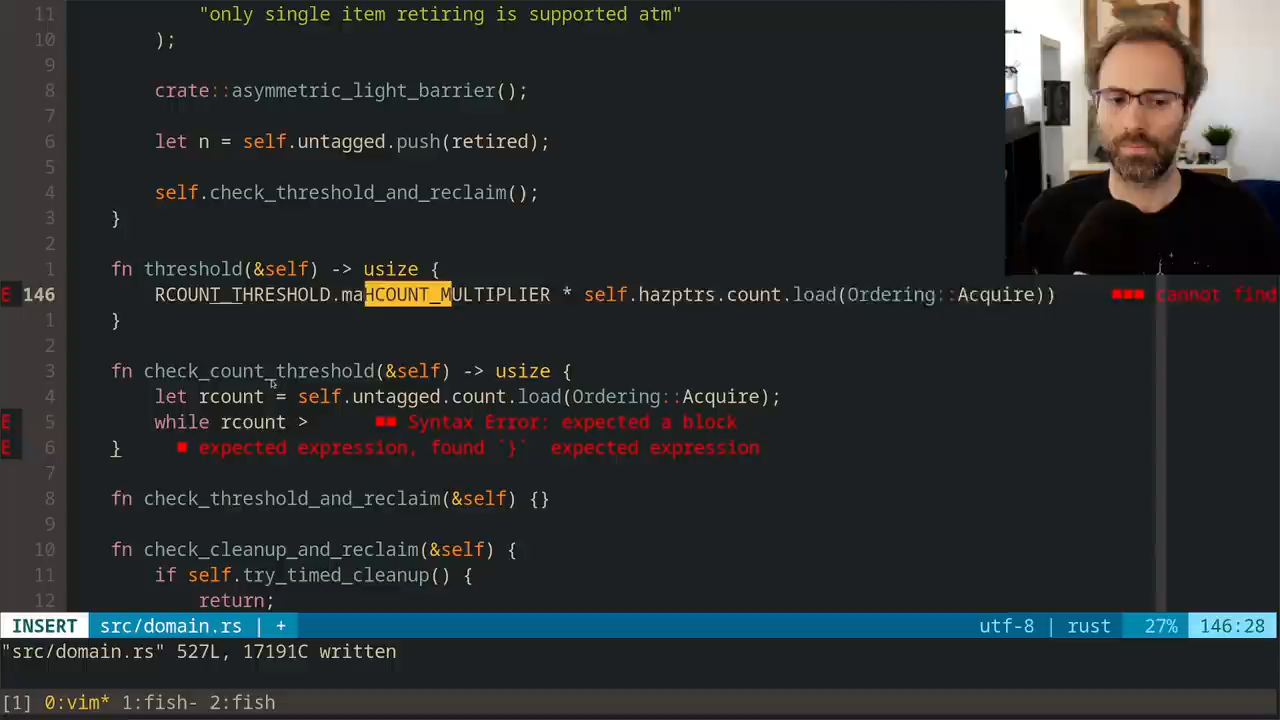 11 "only single item retiring is supported atm"
10 );
9
8 crate::asymmetric_light_barrier();
7
6 let n = self.untagged.push(retired);
5
4 self.check_threshold_and_reclaim();
3 }
2
1 fn threshold(&self) -> usize {
E 146 RCOUNT_THRESHOLD.maHCOUNT_MULTIPLIER * self.hazptrs.count.load(Ordering::Acquire)) ■■■ cannot find
1 }
2
3 fn check_count_threshold(&self) -> usize {
4 let rcount = self.untagged.count.load(Ordering::Acquire);
E 5 while rcount > ■■ Syntax Error: expected a block
E 6 } ■ expected expression, found `}` expected expression
7
8 fn check_threshold_and_reclaim(&self) {}
9
10 fn check_cleanup_and_reclaim(&self) {
11 if self.try_timed_cleanup() {
12 return;
INSERT src/domain.rs | + utf-8 | rust 27% 146:28
"src/domain.rs" 527L, 17191C written
[1] 0:vim* 1:fish- 2:fish